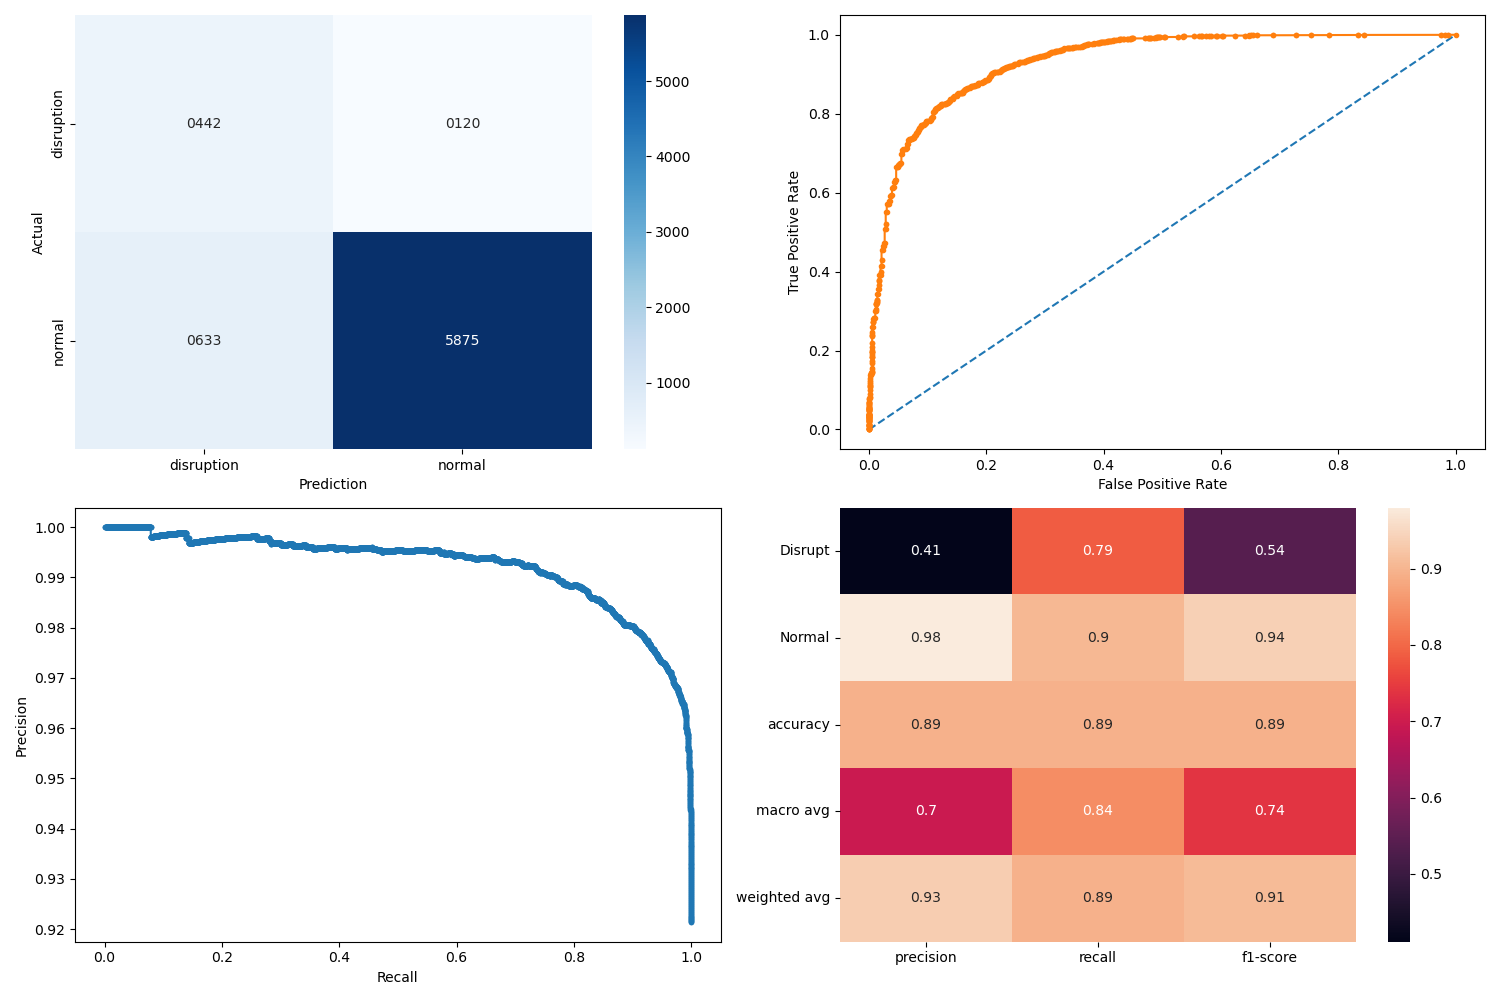 disruption
normal
Actual
0442
0120
0633
5875
disruption
normal
Prediction
5000
4000
3000
2000
1000
1.0
0.8
0.6
0.4
0.2
0.0
True Positive Rate
0.0
0.2
0.4
0.6
0.8
1.0
False Positive Rate
1.00
0.99
0.98
0.97
0.96
0.95
0.94
0.93
0.92
Precision
0.0
0.2
0.4
0.6
0.8
1.0
Recall
Disrupt 0.41 0.79 0.54
Normal 0.98 0.9 0.94
accuracy 0.89 0.89 0.89
macro avg 0.7 0.84 0.74
weighted avg 0.93 0.89 0.91
precision recall f1-score
0.9
0.8
0.7
0.6
0.5